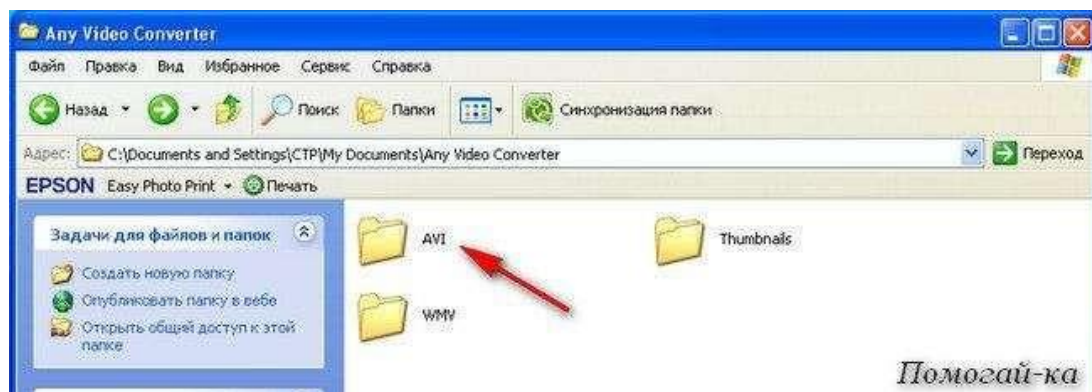 Any Video Converter
Файл Правка Вид Избранное Сервис Справка
Назад Поиск Папки Синхронизация папки
Адрес: C:\Documents and Settings\CTP\My Documents\Any Video Converter Переход
EPSON Easy Photo Print Печать
Задачи для файлов и папок
Создать новую папку
Опубликовать папку в вебе
Открыть общий доступ к этой
папке
AVI
Thumbnails
WMV
Помогай-ка